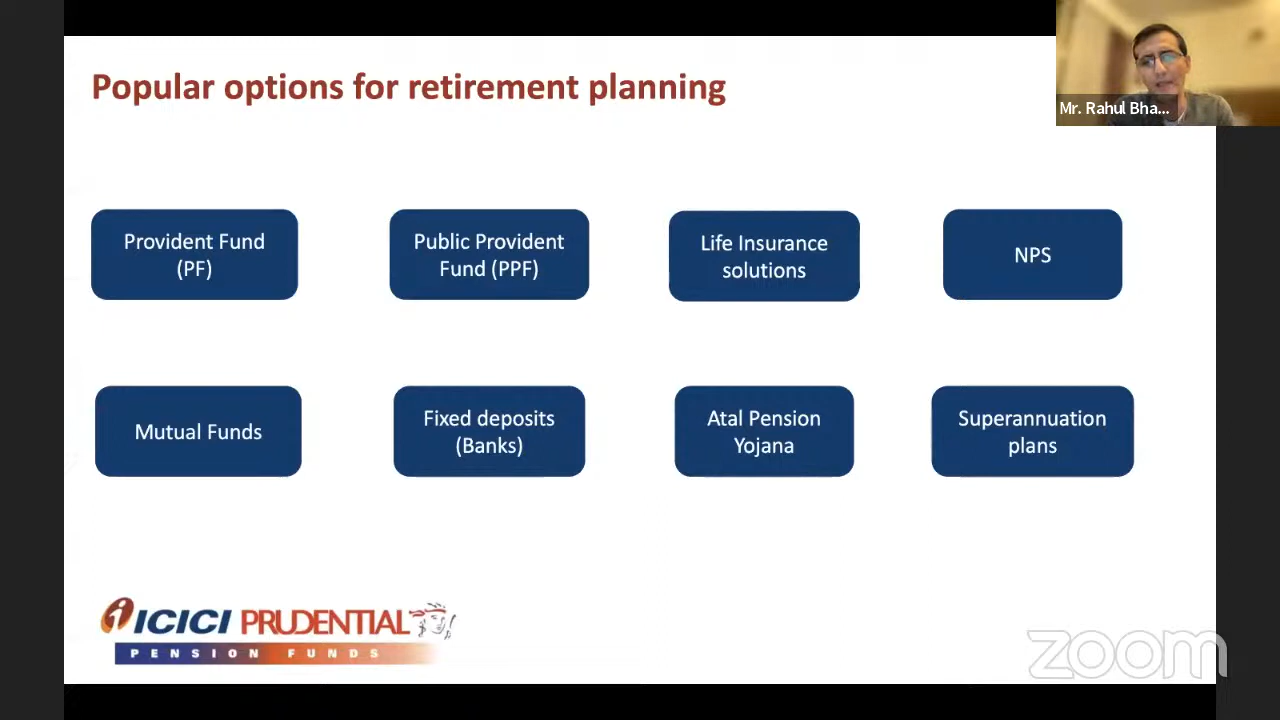 Popular options for retirement planning
Mr. Rahul Bha...
Provident Fund
(PF)
Public Provident
Fund (PPF)
Life Insurance
solutions
NPS
Mutual Funds
Fixed deposits
(Banks)
Atal Pension
Yojana
Superannuation
plans
ICICI PRUDENTIAL
PENSION FUNDS
zoom